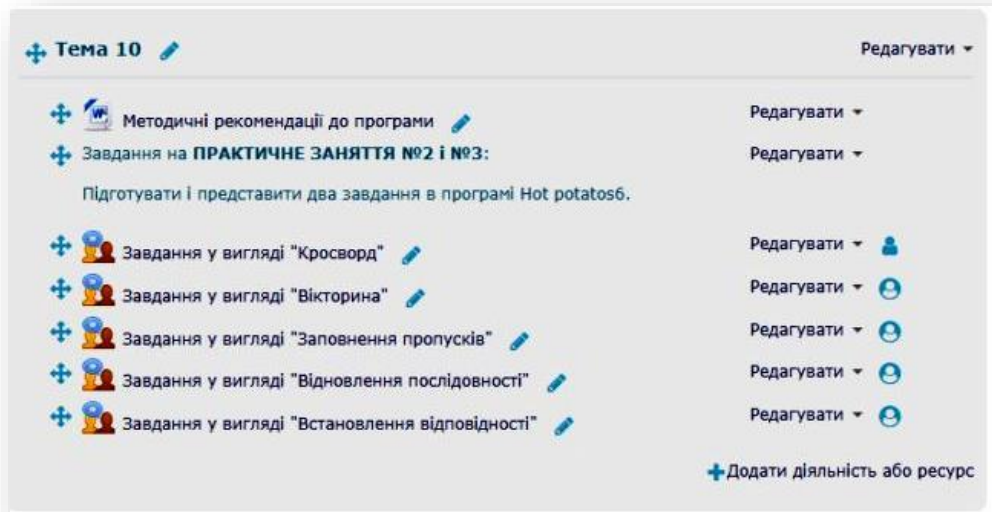 Тема 10 Редагувати
Методичні рекомендації до програми Редагувати
Завдання на ПРАКТИЧНЕ ЗАНЯТТЯ №2 і №3: Редагувати
Підготувати і представити два завдання в програмі Hot potatos6.
Завдання у вигляді "Кросворд" Редагувати
Завдання у вигляді "Вікторина" Редагувати
Завдання у вигляді "Заповнення пропусків" Редагувати
Завдання у вигляді "Відновлення послідовності" Редагувати
Завдання у вигляді "Встановлення відповідності" Редагувати
Додати діяльність або ресурс